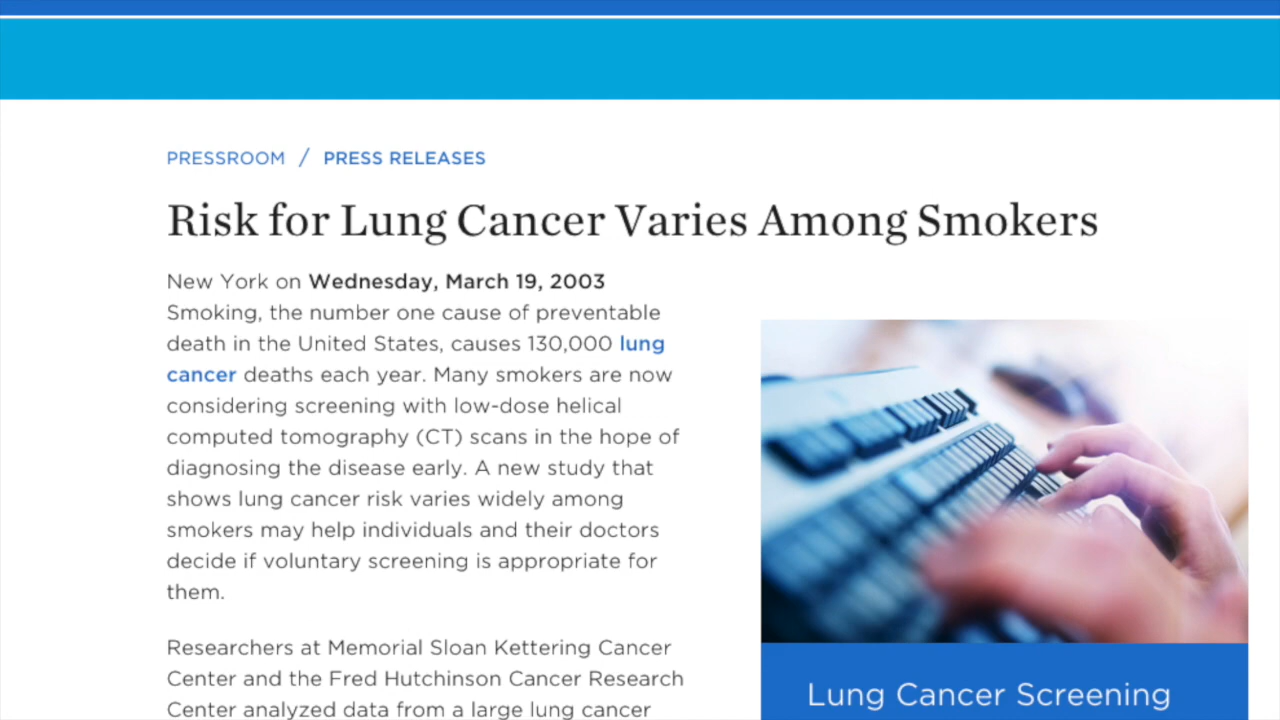 PRESSROOM / PRESS RELEASES
Risk for Lung Cancer Varies Among Smokers
New York on Wednesday, March 19, 2003
Smoking, the number one cause of preventable
death in the United States, causes 130,000 lung
cancer deaths each year. Many smokers are now
considering screening with low-dose helical
computed tomography (CT) scans in the hope of
diagnosing the disease early. A new study that
shows lung cancer risk varies widely among
smokers may help individuals and their doctors
decide if voluntary screening is appropriate for
them.
Researchers at Memorial Sloan Kettering Cancer
Center and the Fred Hutchinson Cancer Research
Center analyzed data from a large lung cancer
Lung Cancer Screening